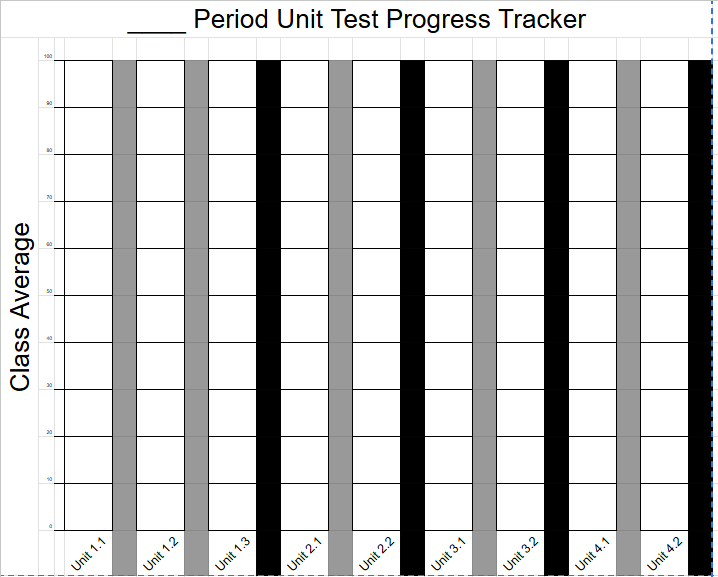 ____ Period Unit Test Progress Tracker
Class Average
100
90
80
70
60
50
40
30
20
10
0
Unit 1.1
Unit 1.2
Unit 1.3
Unit 2.1
Unit 2.2
Unit 3.1
Unit 3.2
Unit 4.1
Unit 4.2